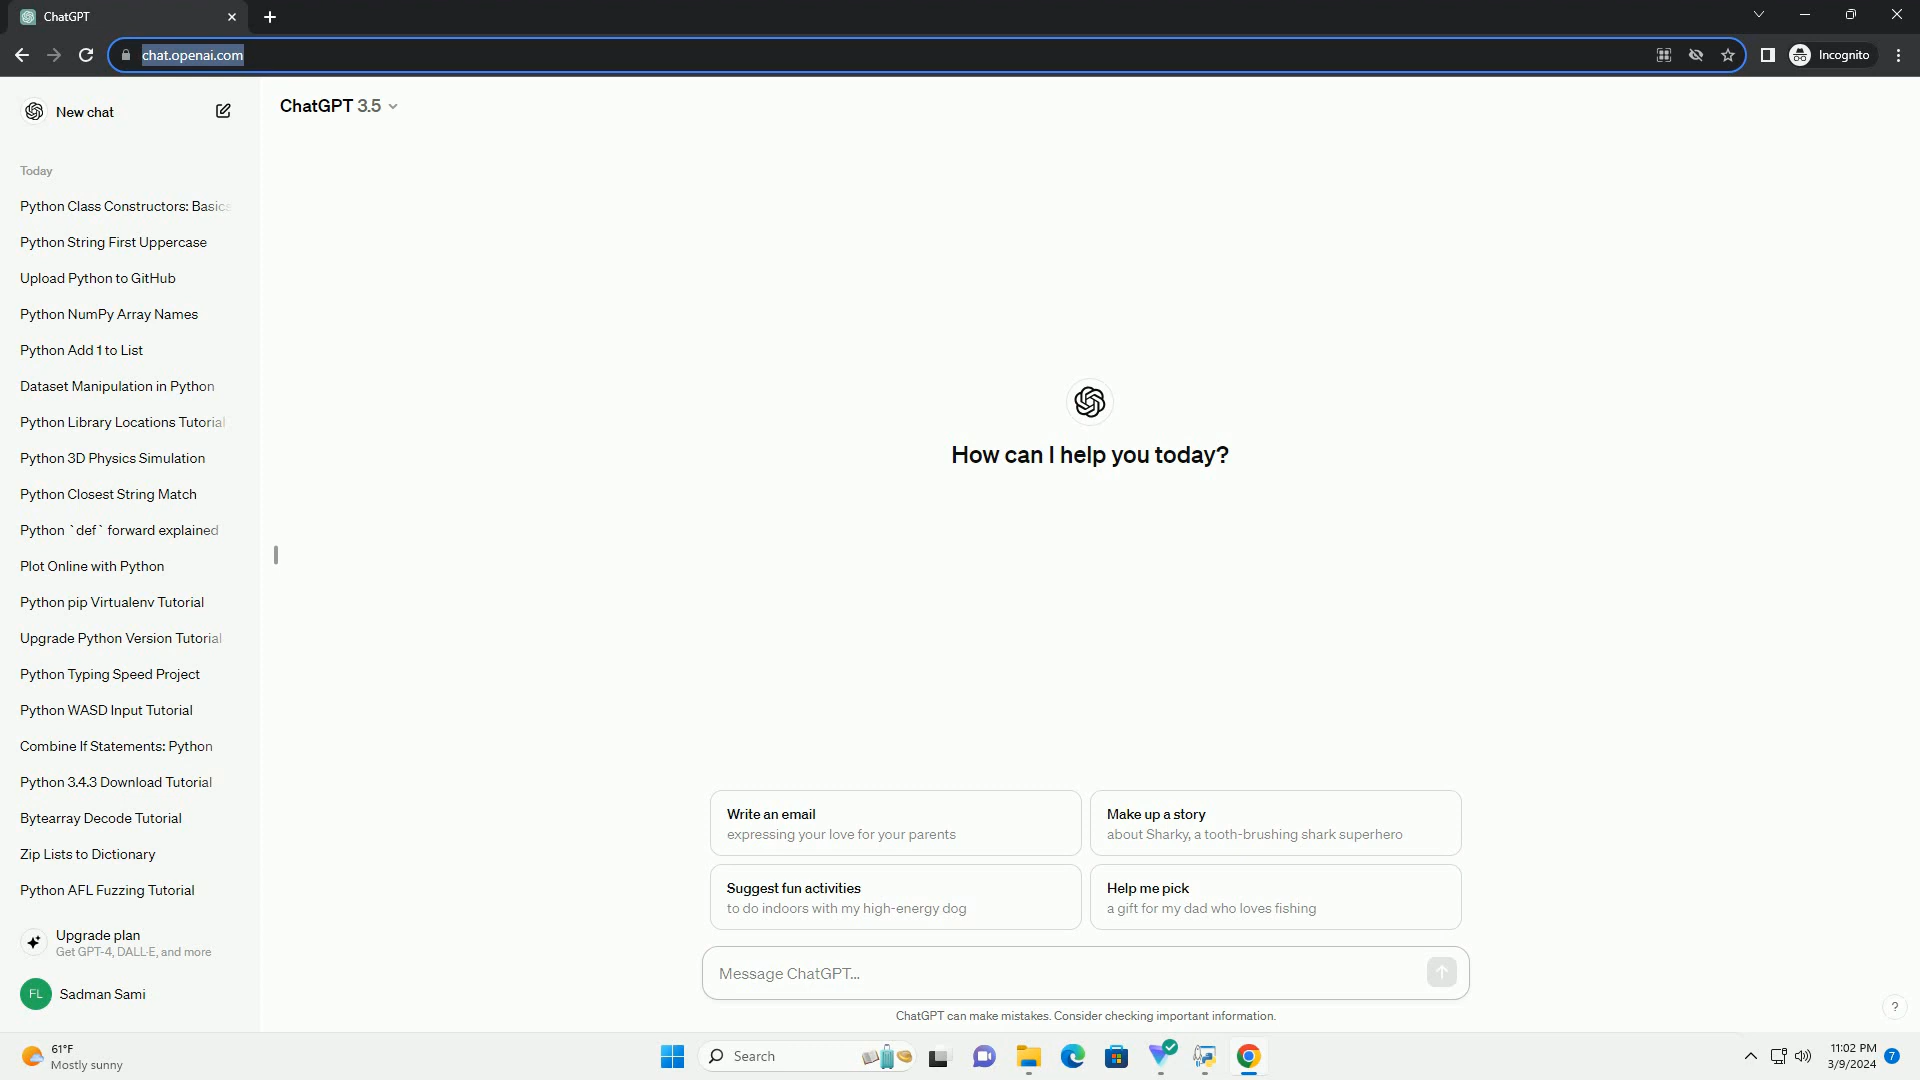 ChatGPT
chat.openai.com
Incognito
New chat
ChatGPT 3.5
Today
Python Class Constructors: Basics
Python String First Uppercase
Upload Python to GitHub
Python NumPy Array Names
Python Add 1 to List
Dataset Manipulation in Python
Python Library Locations Tutorial
Python 3D Physics Simulation
Python Closest String Match
Python `def` forward explained
Plot Online with Python
Python pip Virtualenv Tutorial
Upgrade Python Version Tutorial
Python Typing Speed Project
Python WASD Input Tutorial
Combine If Statements: Python
Python 3.4.3 Download Tutorial
Bytearray Decode Tutorial
Zip Lists to Dictionary
Python AFL Fuzzing Tutorial
Upgrade plan
Get GPT-4, DALL·E, and more
FL Sadman Sami
How can I help you today?
Write an email
expressing your love for your parents
Make up a story
about Sharky, a tooth-brushing shark superhero
Suggest fun activities
to do indoors with my high-energy dog
Help me pick
a gift for my dad who loves fishing
Message ChatGPT...
ChatGPT can make mistakes. Consider checking important information.
?
61°F
Mostly sunny
Search
11:02 PM
3/9/2024
7